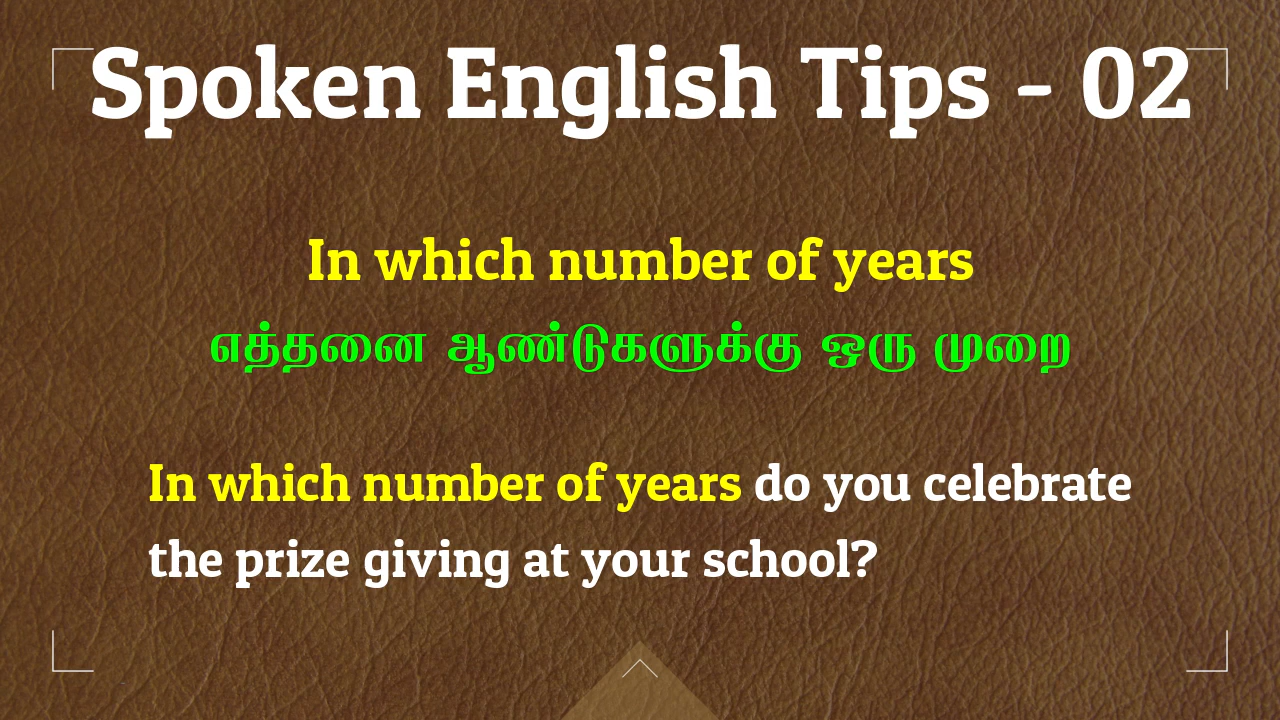 Spoken English Tips - 02
In which number of years
எத்தனை ஆண்டுகளுக்கு ஒரு முறை
In which number of years do you celebrate
the prize giving at your school?